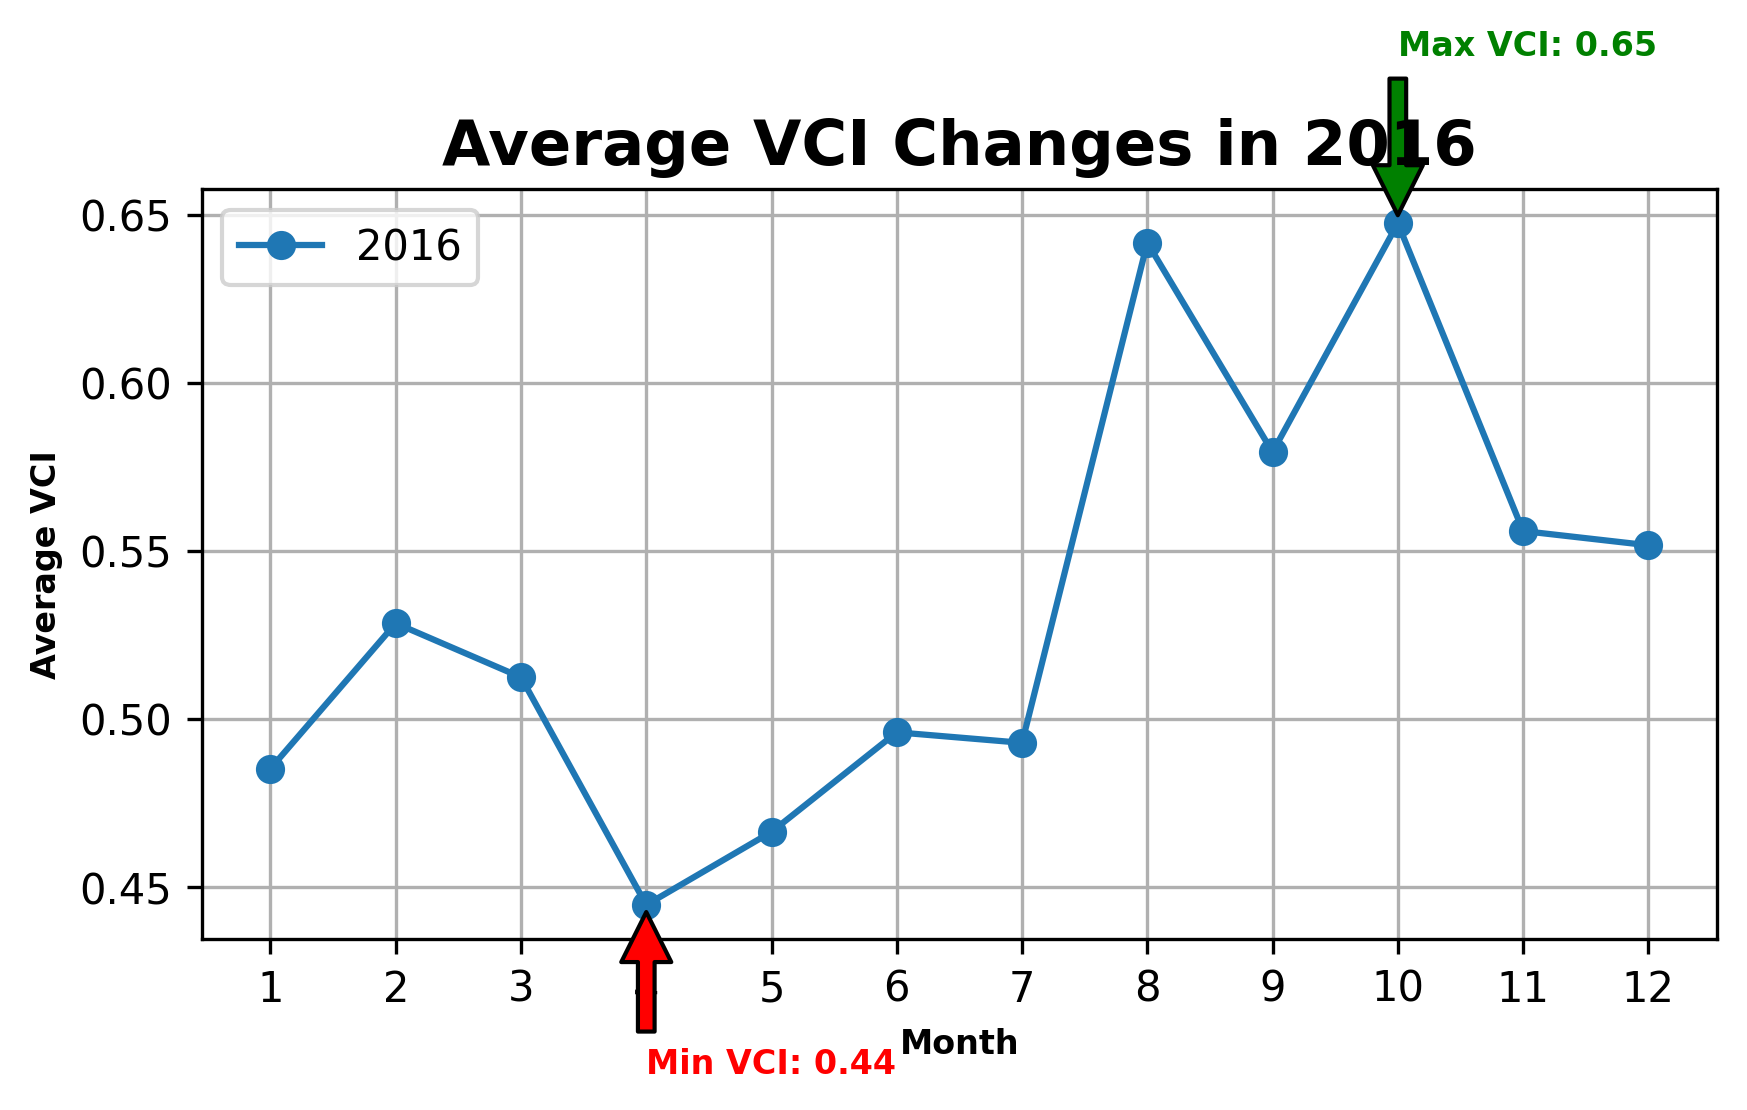 Max VCI: 0.65
Average VCI Changes in 2016
2016
0.65
0.60
0.55
0.50
0.45
Average VCI
1 2 3 5 6 7 8 9 10 11 12
Month
Min VCI: 0.44